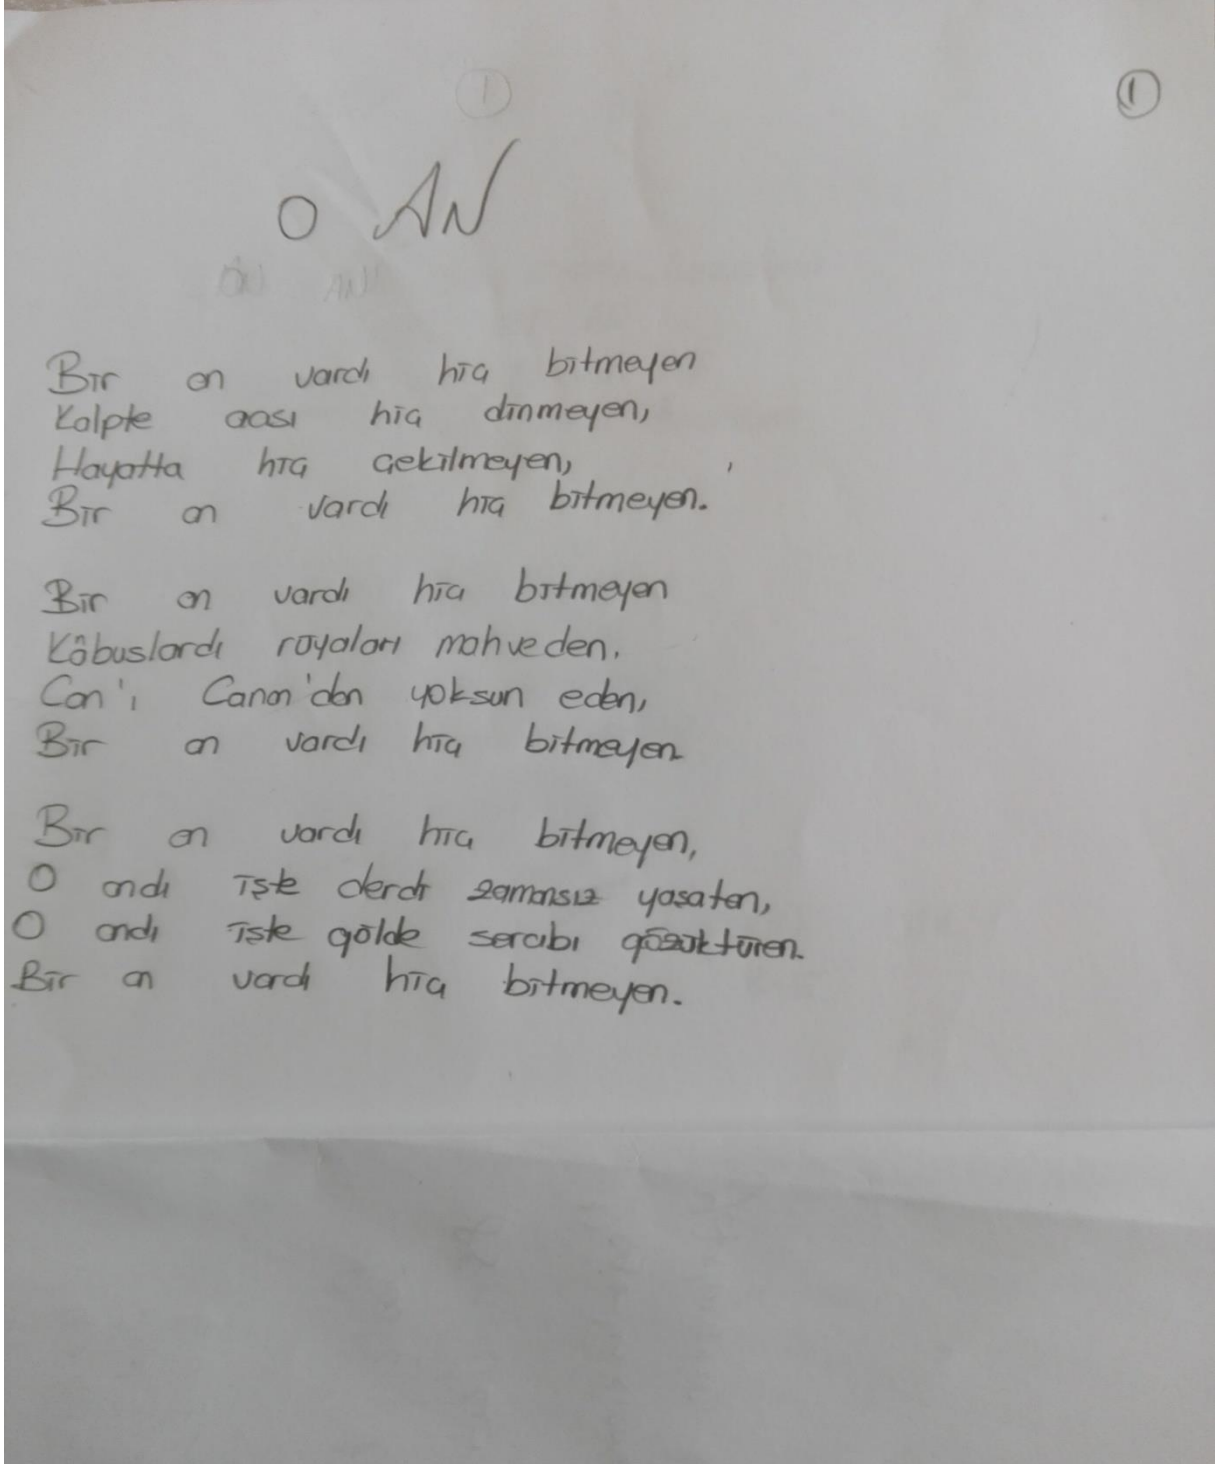 ①
①
O AN
Bir an vardı hiç bitmeyen
Kalpte acısı hiç dinmeyen,
Hayatta hiç çekilmeyen,
Bir an vardı hiç bitmeyen.
Bir an vardı hiç bitmeyen
Kâbuslardı rüyaları mahveden.
Can'ı Canan'dan yoksun eden,
Bir an vardı hiç bitmeyen
Bir an vardı hiç bitmeyen,
O andı işte derdi zamansız yaşatan,
O andı işte gölde serabı gözüktüren.
Bir an vardı hiç bitmeyen.